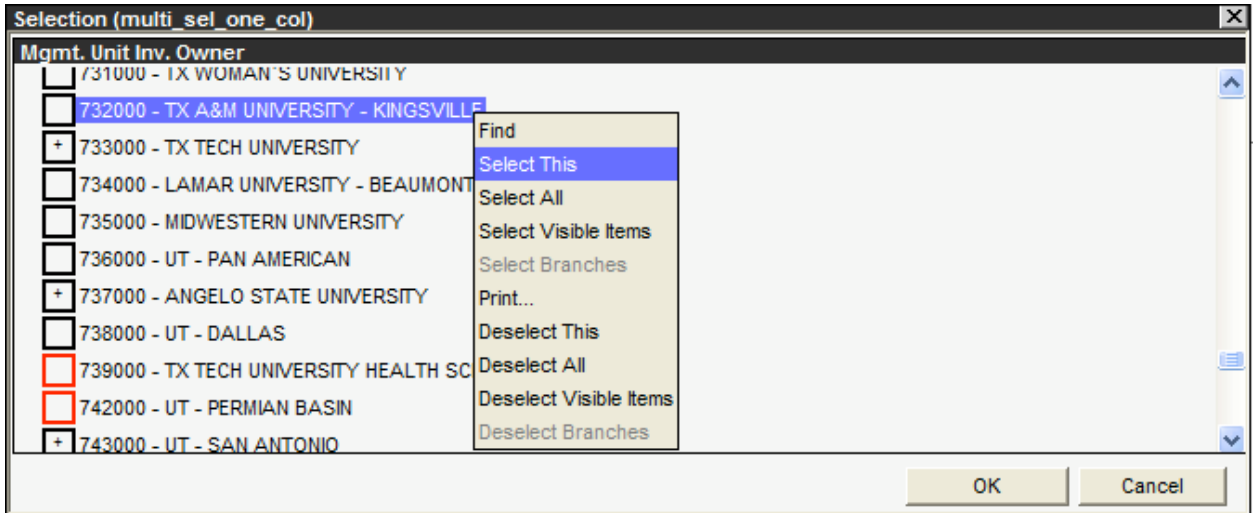 Selection (multi_sel_one_col)
Mgmt. Unit Inv. Owner
731000 - TX WOMAN'S UNIVERSITY
732000 - TX A&M UNIVERSITY - KINGSVILLE
+ 733000 - TX TECH UNIVERSITY
734000 - LAMAR UNIVERSITY - BEAUMONT
735000 - MIDWESTERN UNIVERSITY
736000 - UT - PAN AMERICAN
+ 737000 - ANGELO STATE UNIVERSITY
738000 - UT - DALLAS
739000 - TX TECH UNIVERSITY HEALTH SC
742000 - UT - PERMIAN BASIN
+ 743000 - UT - SAN ANTONIO
Find
Select This
Select All
Select Visible Items
Select Branches
Print...
Deselect This
Deselect All
Deselect Visible Items
Deselect Branches
OK Cancel